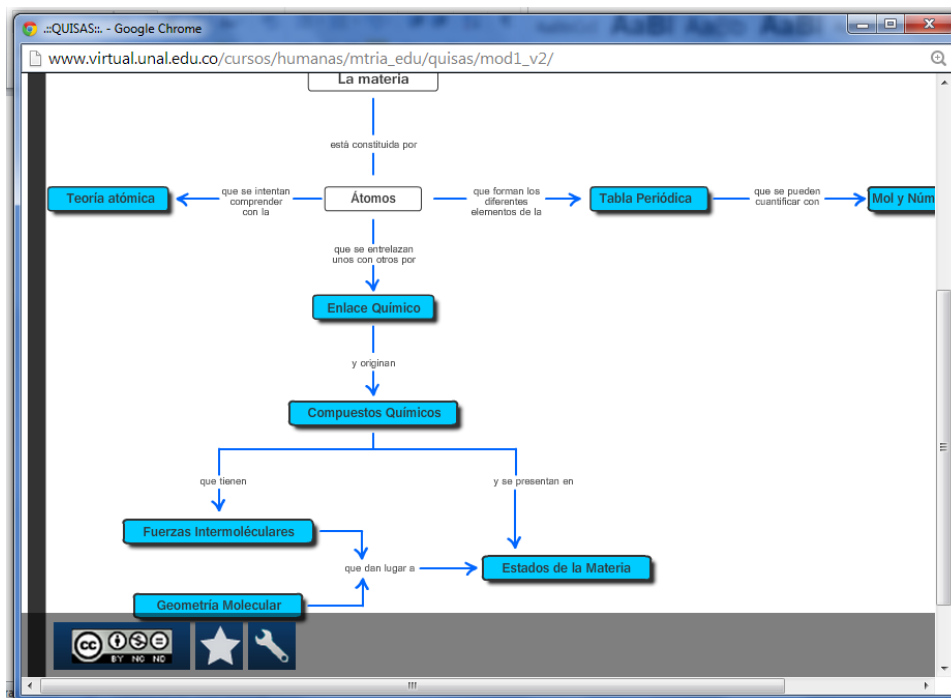 .::QUISAS::. - Google Chrome
www.virtual.unal.edu.co/cursos/humanas/mtria_edu/quisas/mod1_v2/
La materia
está constituida por
Teoría atómica
que se intentan
comprender
con la
Átomos
que forman los
diferentes
elementos de la
Tabla Periódica
que se pueden
cuantificar con
Mol y Núm
que se entrelazan
unos con otros por
Enlace Químico
y originan
Compuestos Químicos
que tienen
y se presentan en
Fuerzas Intermoléculares
que dan lugar a
Estados de la Materia
Geometría Molecular
cc
BY NC ND